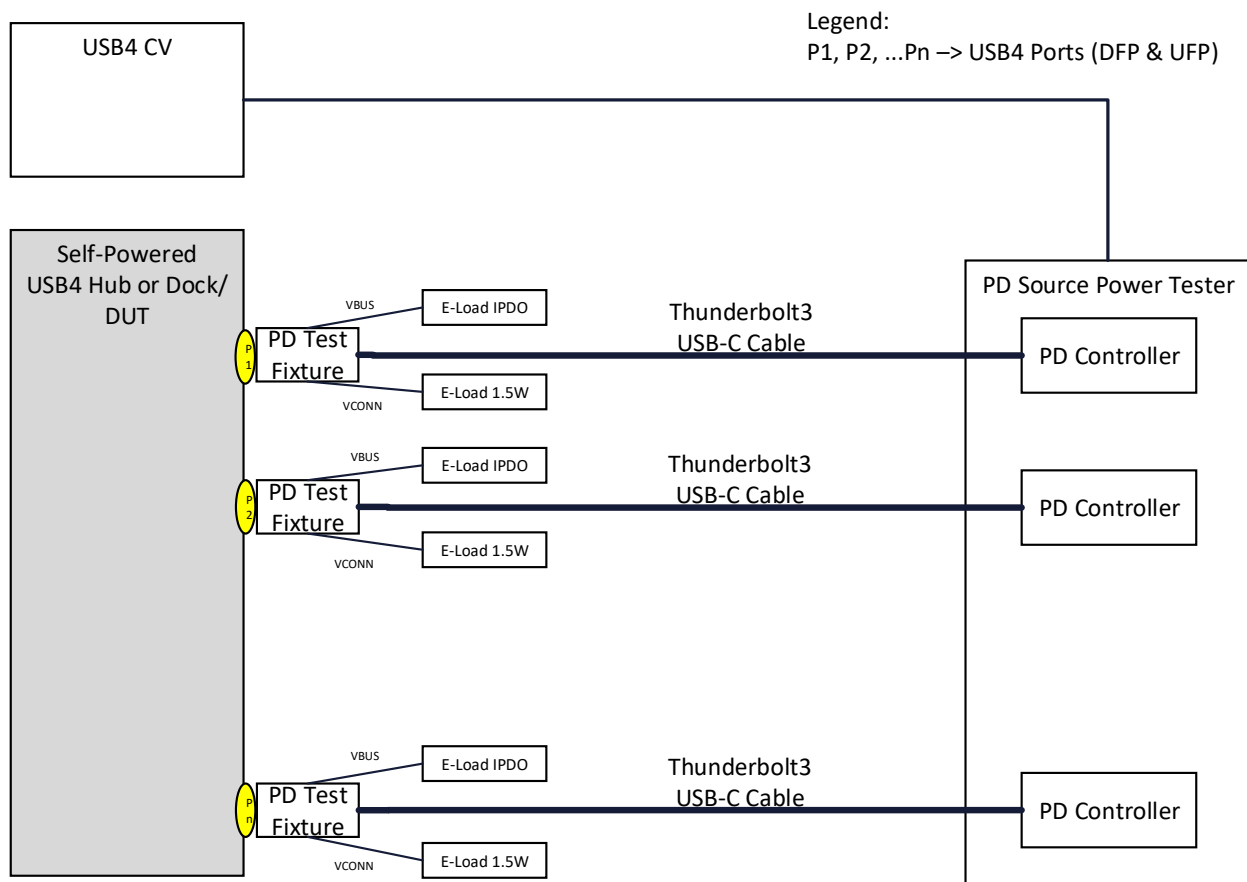 USB4 CV
Legend:
P1, P2, ...Pn –> USB4 Ports (DFP & UFP)
Self-Powered
USB4 Hub or Dock/
DUT
PD Source Power Tester
P
1
PD Test
Fixture
VBUS
E-Load IPDO
VCONN
E-Load 1.5W
Thunderbolt3
USB-C Cable
PD Controller
P
2
PD Test
Fixture
VBUS
E-Load IPDO
VCONN
E-Load 1.5W
Thunderbolt3
USB-C Cable
PD Controller
P
n
PD Test
Fixture
VBUS
E-Load IPDO
VCONN
E-Load 1.5W
Thunderbolt3
USB-C Cable
PD Controller